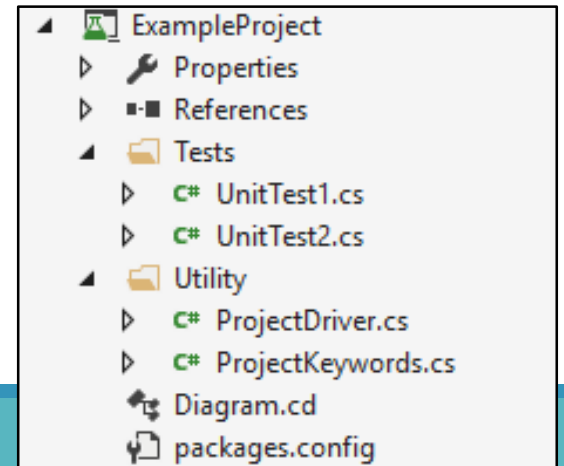 ExampleProject
Properties
References
Tests
C# UnitTest1.cs
C# UnitTest2.cs
Utility
C# ProjectDriver.cs
C# ProjectKeywords.cs
Diagram.cd
packages.config